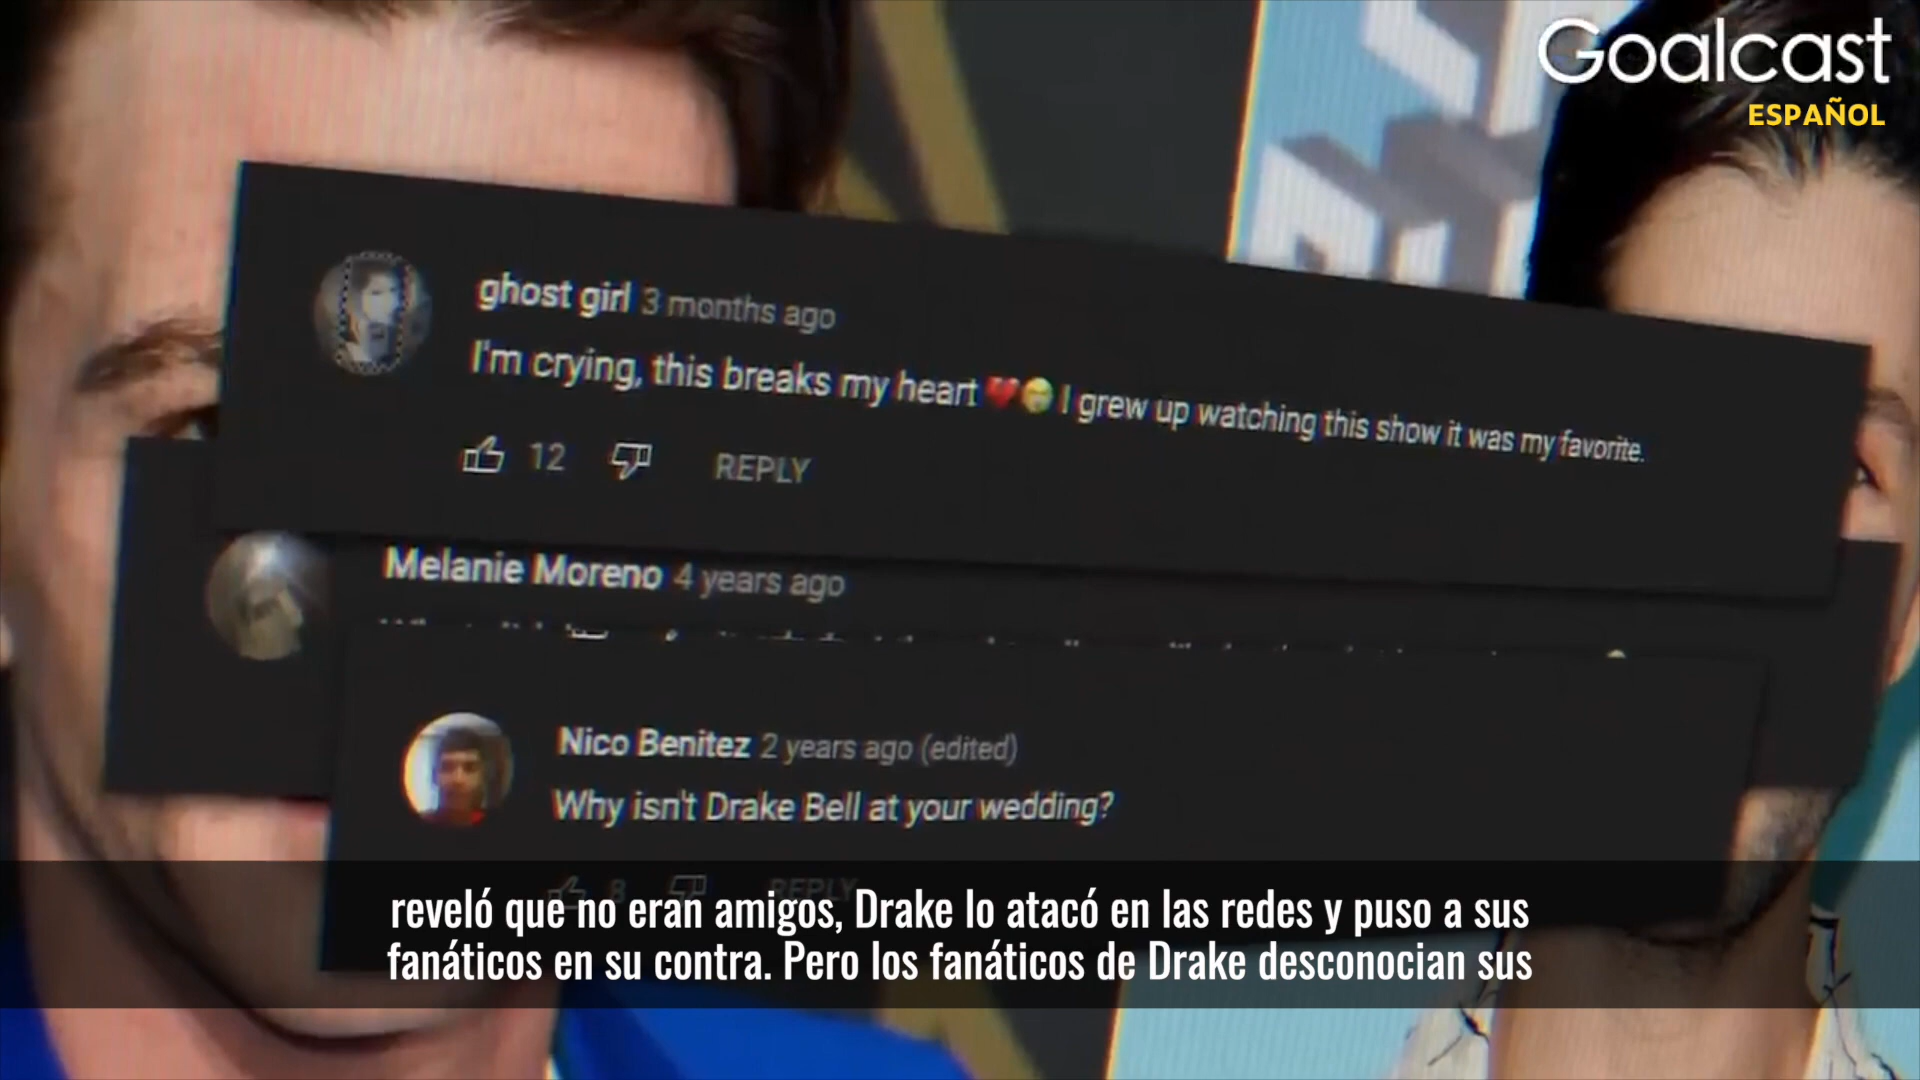 Goalcast
ESPAÑOL
ghost girl 3 months ago
I'm crying, this breaks my heart ❤️😭 I grew up watching this show it was my favorite.
12 REPLY
Melanie Moreno 4 years ago
Nico Benitez 2 years ago (edited)
Why isn't Drake Bell at your wedding?
8 REPLY
reveló que no eran amigos, Drake lo atacó en las redes y puso a sus
fanáticos en su contra. Pero los fanáticos de Drake desconocian sus